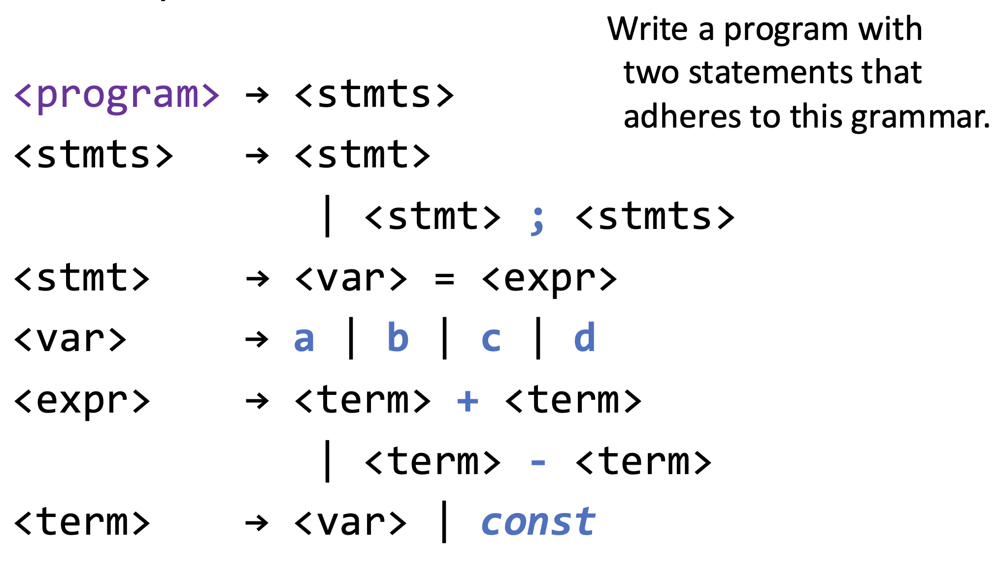 Write a program with
two statements that
adheres to this grammar.
<program> → <stmts>
<stmts> → <stmt>
| <stmt> ; <stmts>
<stmt> → <var> = <expr>
<var> → a | b | c | d
<expr> → <term> + <term>
| <term> - <term>
<term> → <var> | const